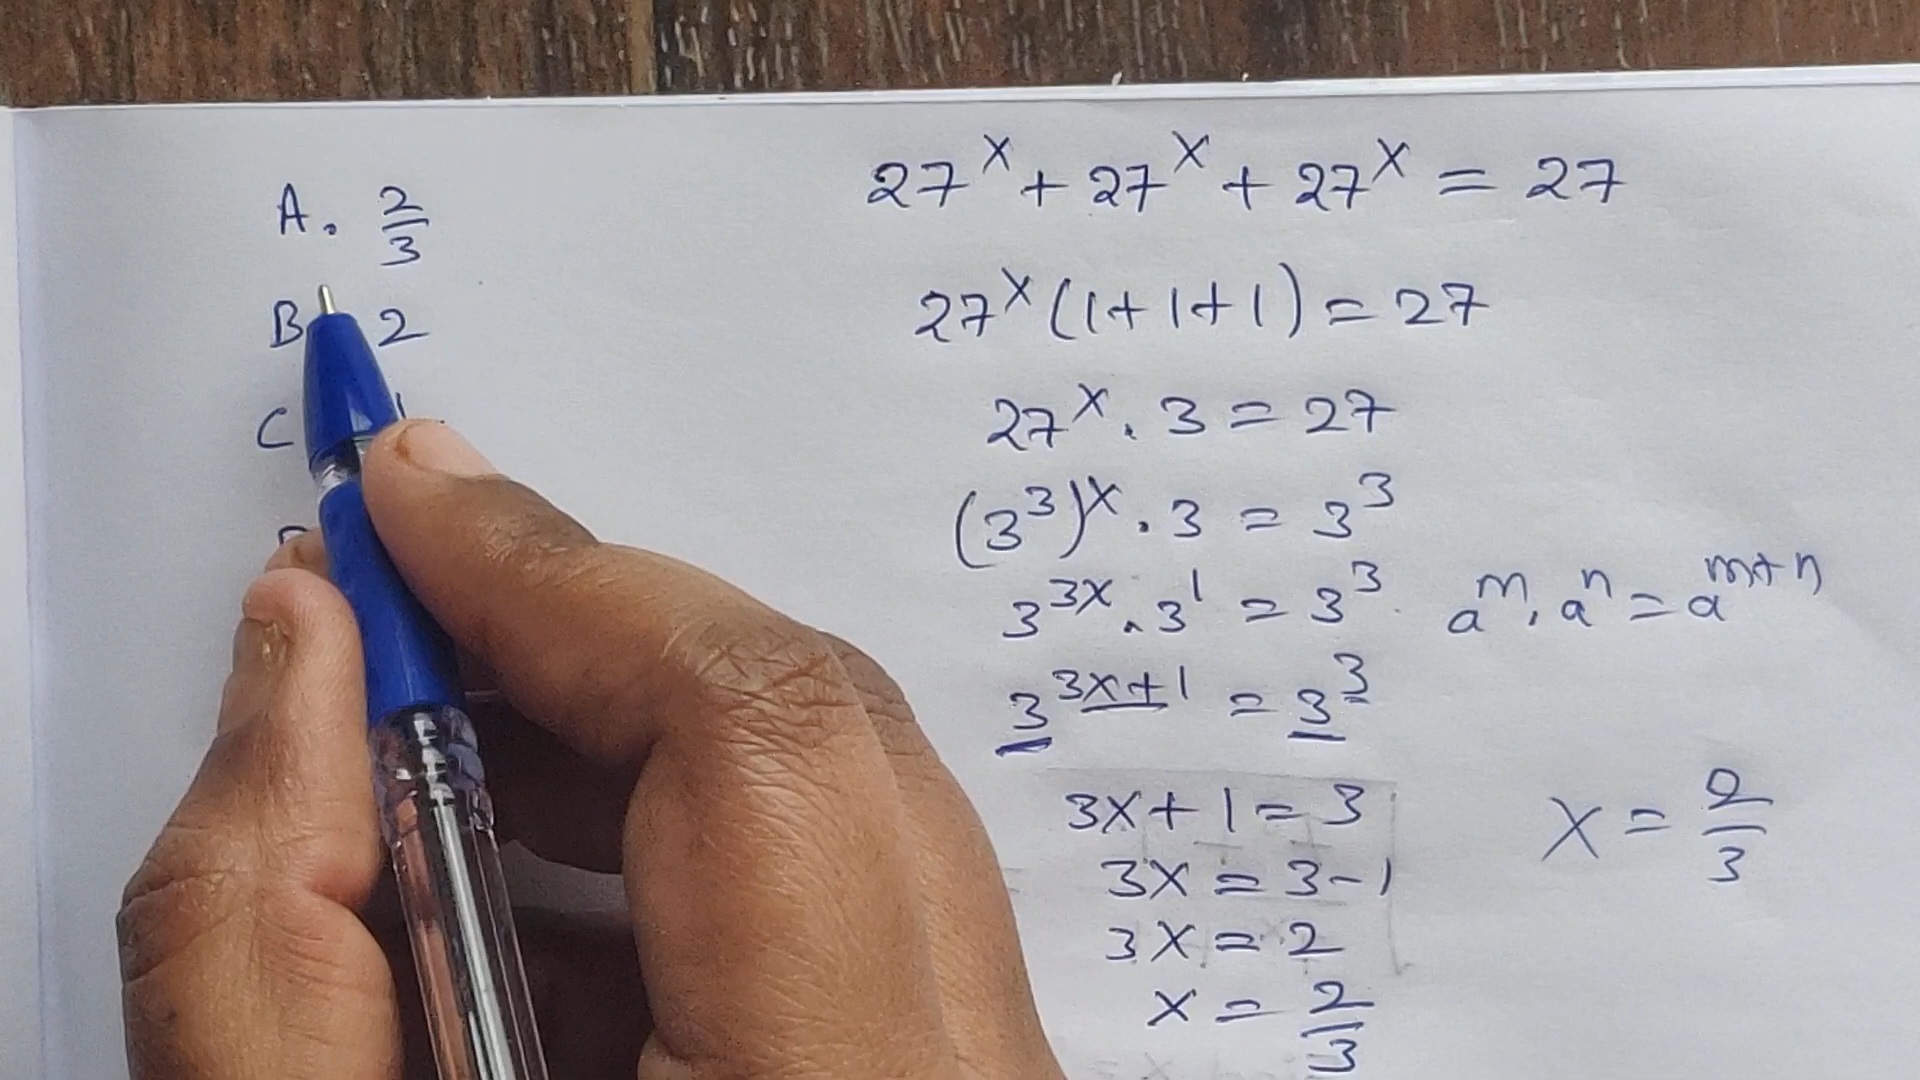 A. 2/3
B 2
C
27^x + 27^x + 27^x = 27
27^x (1+1+1) = 27
27^x . 3 = 27
(3^3)^x . 3 = 3^3
3^3x . 3^1 = 3^3 a^m . a^n = a^m+n
3^3x+1 = 3^3
3x + 1 = 3
3x = 3-1
3x = 2
x = 2/3
x = 2/3